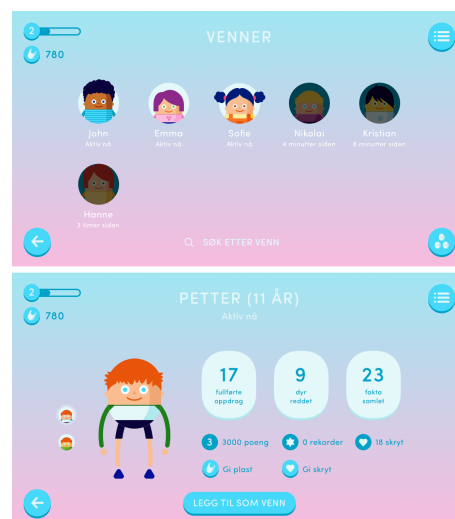 2
780
VENNER
John
Aktiv nå
Emma
Aktiv nå
Sofie
Aktiv nå
Nikolai
4 minutter siden
Kristian
8 minutter siden
Hanne
3 timer siden
SØK ETTER VENN
2
780
PETTER (11 ÅR)
Aktiv nå
17
fullførte
oppdrag
9
dyr
reddet
23
fakta
samlet
3 3000 poeng
0 rekorder
18 skryt
Gi plast
Gi skryt
LEGG TIL SOM VENN